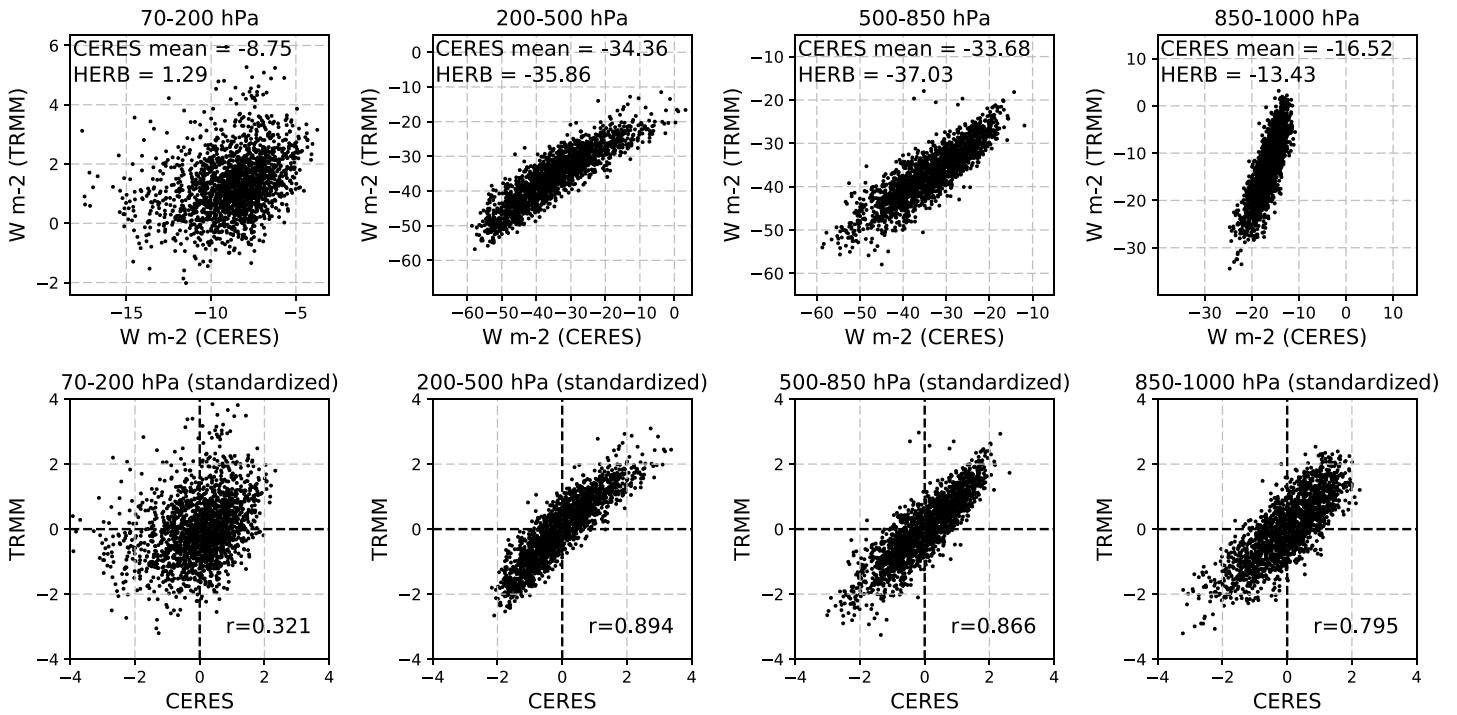 70-200 hPa
CERES mean = -8.75
HERB = 1.29
6
4
2
0
−2
W m-2 (TRMM)
−15 −10 −5
W m-2 (CERES)
200-500 hPa
CERES mean = -34.36
HERB = -35.86
0
−10
−20
−30
−40
−50
−60
W m-2 (TRMM)
−60 −50 −40 −30 −20 −10 0
W m-2 (CERES)
500-850 hPa
CERES mean = -33.68
HERB = -37.03
−10
−20
−30
−40
−50
−60
W m-2 (TRMM)
−60 −50 −40 −30 −20 −10
W m-2 (CERES)
850-1000 hPa
CERES mean = -16.52
HERB = -13.43
10
0
−10
−20
−30
W m-2 (TRMM)
−30 −20 −10 0 10
W m-2 (CERES)
70-200 hPa (standardized)
4
2
0
−2
−4
TRMM
r=0.321
−4 −2 0 2 4
CERES
200-500 hPa (standardized)
4
2
0
−2
−4
TRMM
r=0.894
−4 −2 0 2 4
CERES
500-850 hPa (standardized)
4
2
0
−2
−4
TRMM
r=0.866
−4 −2 0 2 4
CERES
850-1000 hPa (standardized)
4
2
0
−2
−4
TRMM
r=0.795
−4 −2 0 2 4
CERES